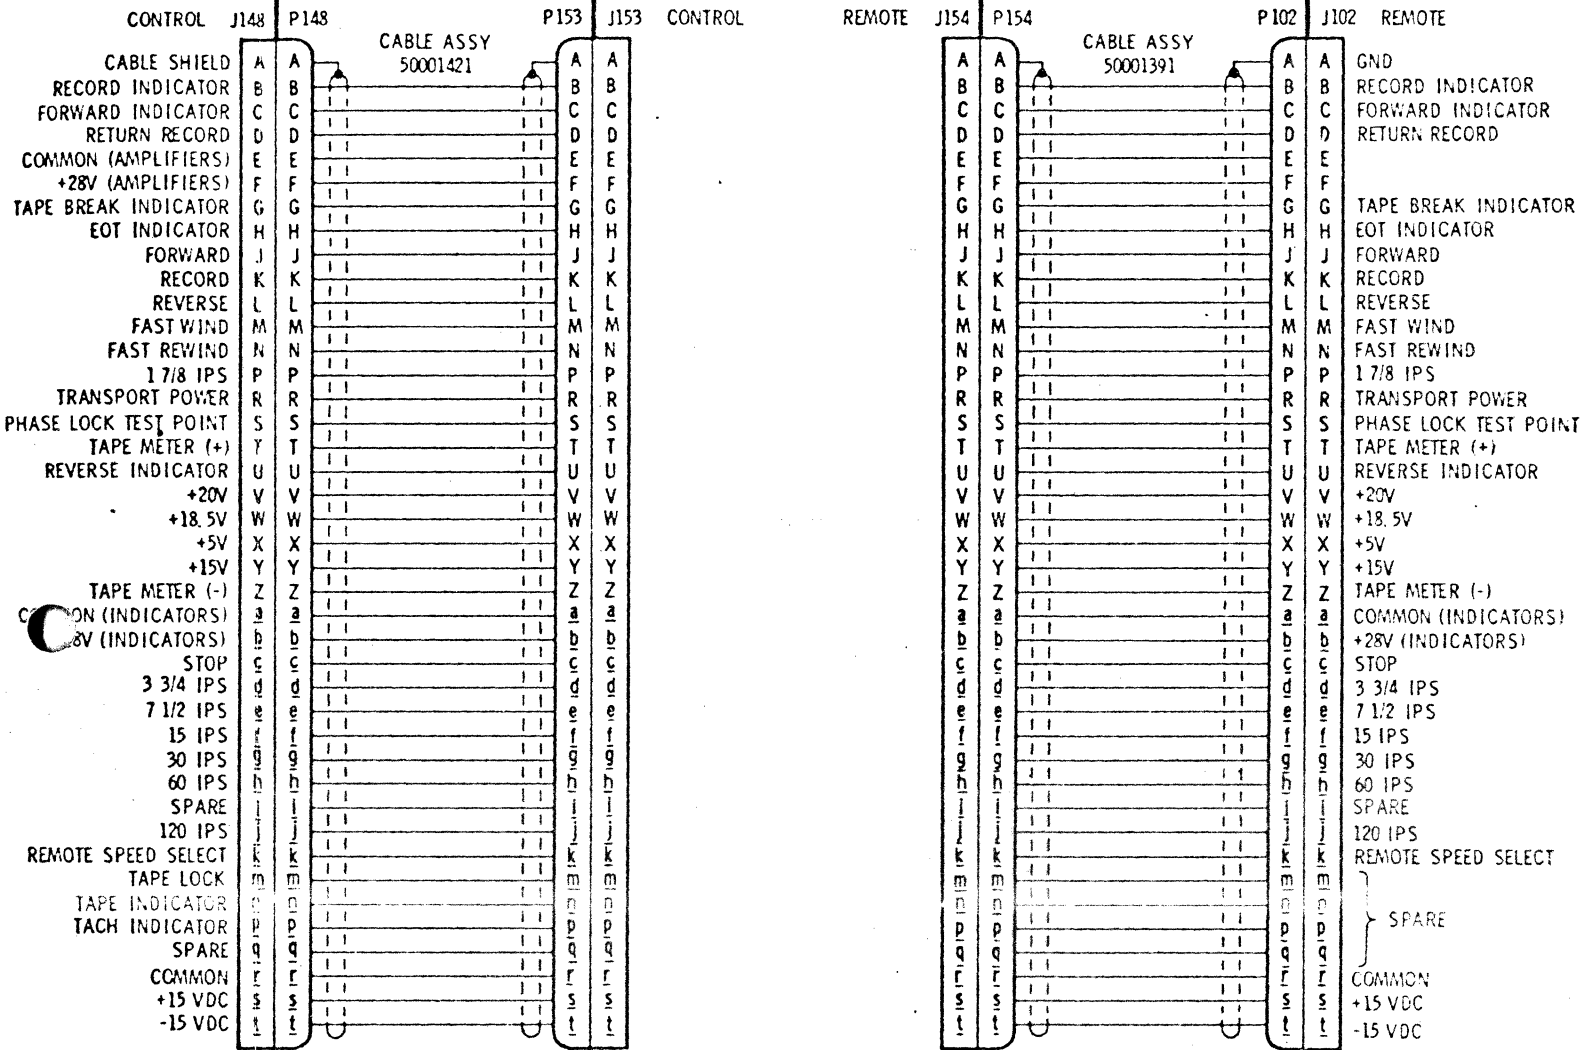 CONTROL J148 P148 P153 J153 CONTROL REMOTE J154 P154 P102 J102 REMOTE
CABLE ASSY 50001421
CABLE ASSY 50001391
CABLE SHIELD A A A A A A A A GND
RECORD INDICATOR B B B B B B B B RECORD INDICATOR
FORWARD INDICATOR C C C C C C C C FORWARD INDICATOR
RETURN RECORD D D D D D D D D RETURN RECORD
COMMON (AMPLIFIERS) E E E E E E E E
+28V (AMPLIFIERS) F F F F F F F F
TAPE BREAK INDICATOR G G G G G G G G TAPE BREAK INDICATOR
EOT INDICATOR H H H H H H H H EOT INDICATOR
FORWARD J J J J J J J J FORWARD
RECORD K K K K K K K K RECORD
REVERSE L L L L L L L L REVERSE
FAST WIND M M M M M M M M FAST WIND
FAST REWIND N N N N N N N N FAST REWIND
1 7/8 IPS P P P P P P P P 1 7/8 IPS
TRANSPORT POWER R R R R R R R R TRANSPORT POWER
PHASE LOCK TEST POINT S S S S S S S S PHASE LOCK TEST POINT
TAPE METER (+) T T T T T T T T TAPE METER (+)
REVERSE INDICATOR U U U U U U U U REVERSE INDICATOR
+20V V V V V V V V V +20V
+18.5V W W W W W W W W +18.5V
+5V X X X X X X X X +5V
+15V Y Y Y Y Y Y Y Y +15V
TAPE METER (-) Z Z Z Z Z Z Z Z TAPE METER (-)
(INDICATORS) a a a a a a a a COMMON (INDICATORS)
(INDICATORS) b b b b b b b b +28V (INDICATORS)
STOP c c c c c c c c STOP
3 3/4 IPS d d d d d d d d 3 3/4 IPS
7 1/2 IPS e e e e e e e e 7 1/2 IPS
15 IPS f f f f f f f f 15 IPS
30 IPS g g g g g g g g 30 IPS
60 IPS h h h h h h h h 60 IPS
SPARE i i i i i i i i SPARE
120 IPS j j j j j j j j 120 IPS
REMOTE SPEED SELECT k k k k k k k k REMOTE SPEED SELECT
TAPE LOCK m m m m m m m m
TAPE INDICATOR n n n n n n n n
TACH INDICATOR p p p p p p p p SPARE
SPARE q q q q q q q q
COMMON r r r r r r r r COMMON
+15 VDC s s s s s s s s +15 VDC
-15 VDC t t t t t t t t -15 VDC